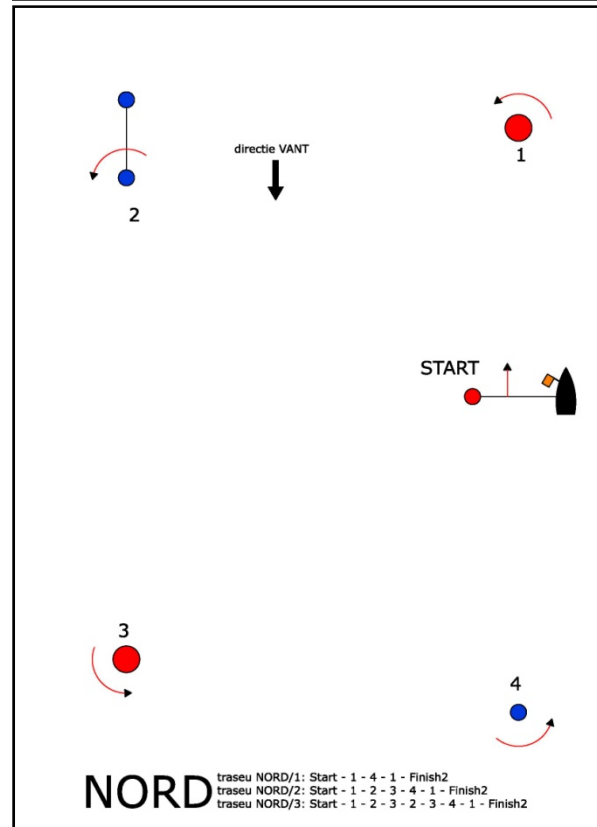 directie VANT
1
2
START
3
4
NORD
traseu NORD/1: Start - 1 - 4 - 1 - Finish2
traseu NORD/2: Start - 1 - 2 - 3 - 4 - 1 - Finish2
traseu NORD/3: Start - 1 - 2 - 3 - 2 - 3 - 4 - 1 - Finish2